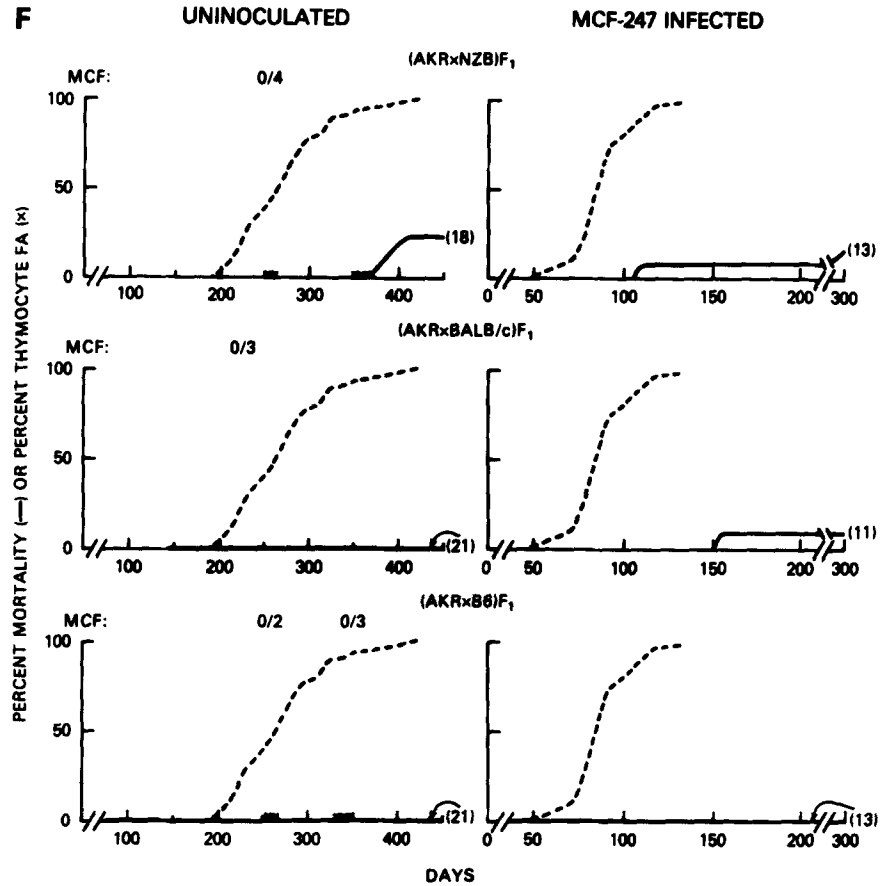 F
UNINOCULATED MCF-247 INFECTED
(AKR×NZB)F₁
MCF: 0/4
100
50
0
100 200 300 400
(18)
0 50 100 150 200 300
(13)
(AKR×BALB/c)F₁
MCF: 0/3
100
50
0
100 200 300 400
(21)
0 50 100 150 200 300
(11)
(AKR×B6)F₁
MCF: 0/2 0/3
100
50
0
100 200 300 400
(21)
0 50 100 150 200 300
(13)
PERCENT MORTALITY (—) OR PERCENT THYMOCYTE FA (×)
DAYS